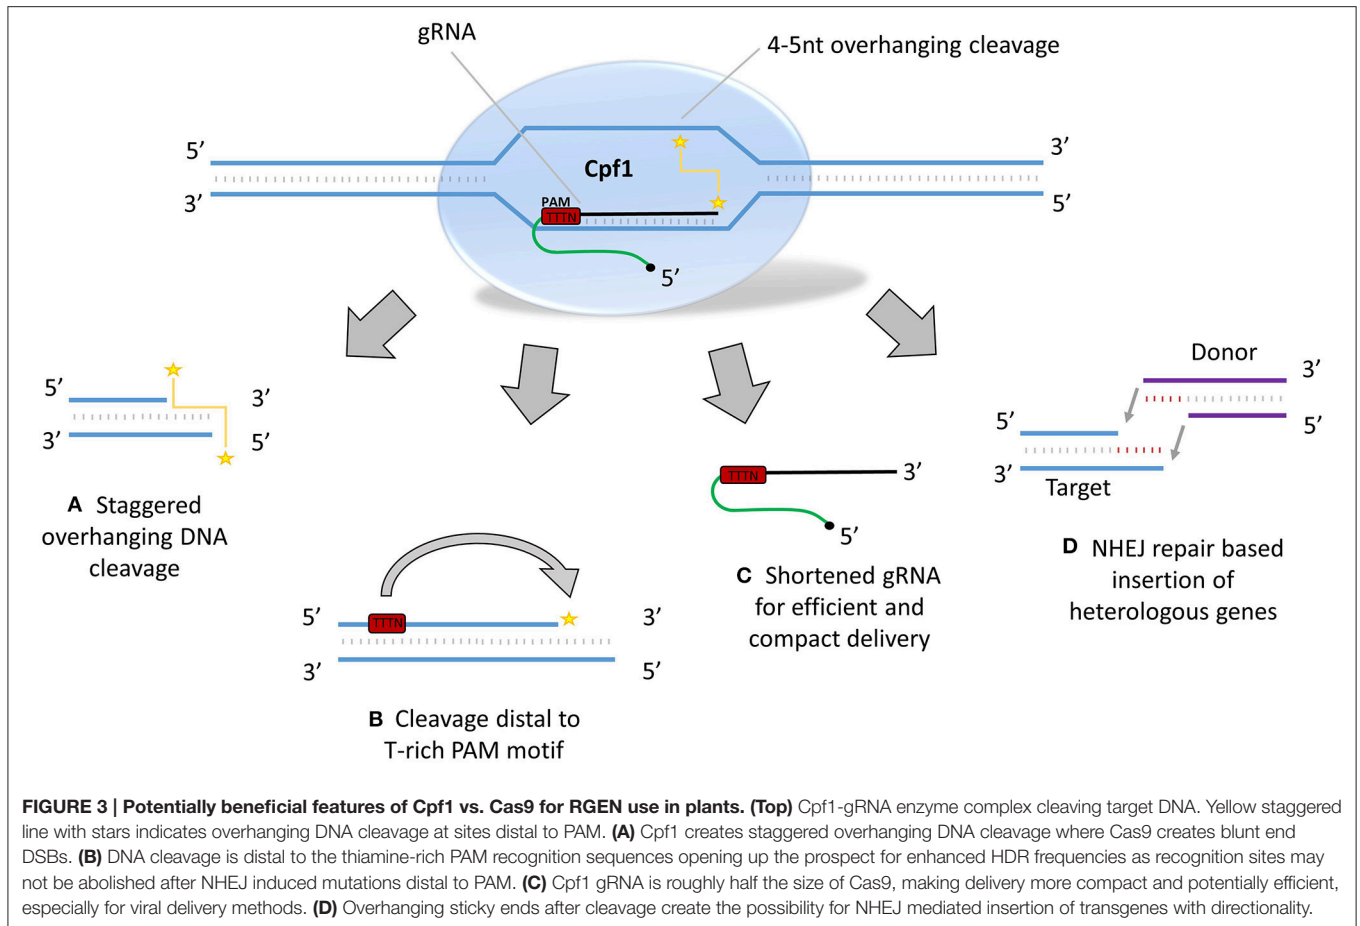 gRNA
4-5nt overhanging cleavage
5’
3’
Cpf1
3’
5’
PAM
TTTN
5’
5’
3’
3’
5’
A Staggered
overhanging DNA
cleavage
5’
TTTN
3’
3’
5’
B Cleavage distal to
T-rich PAM motif
TTTN
3’
5’
C Shortened gRNA
for efficient and
compact delivery
Donor
3’
5’
5’
3’
Target
D NHEJ repair based
insertion of
heterologous genes
FIGURE 3 | Potentially beneficial features of Cpf1 vs. Cas9 for RGEN use in plants. (Top) Cpf1-gRNA enzyme complex cleaving target DNA. Yellow staggered
line with stars indicates overhanging DNA cleavage at sites distal to PAM. (A) Cpf1 creates staggered overhanging DNA cleavage where Cas9 creates blunt end
DSBs. (B) DNA cleavage is distal to the thiamine-rich PAM recognition sequences opening up the prospect for enhanced HDR frequencies as recognition sites may
not be abolished after NHEJ induced mutations distal to PAM. (C) Cpf1 gRNA is roughly half the size of Cas9, making delivery more compact and potentially efficient,
especially for viral delivery methods. (D) Overhanging sticky ends after cleavage create the possibility for NHEJ mediated insertion of transgenes with directionality.